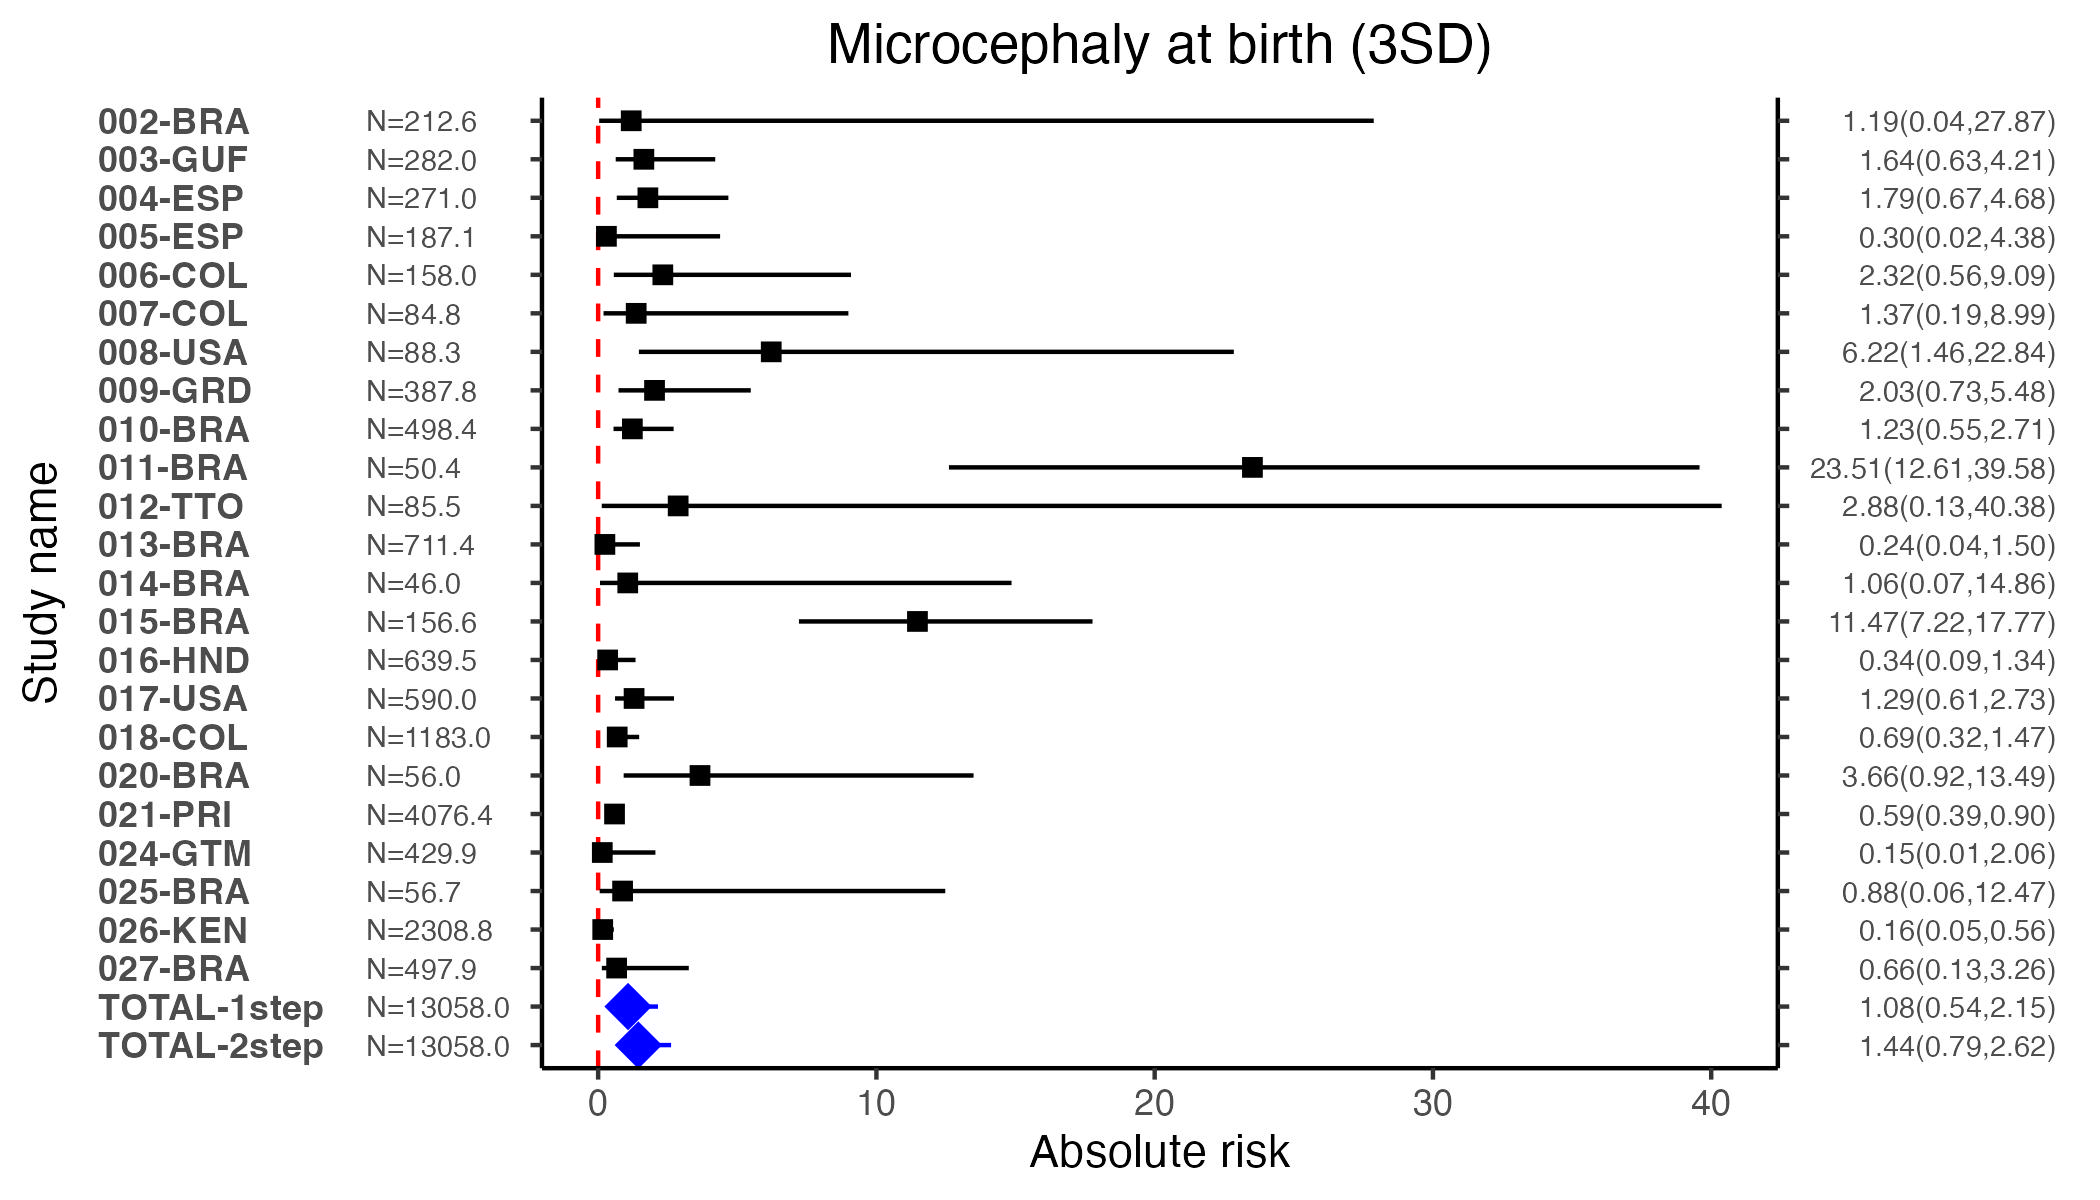 Microcephaly at birth (3SD)
Study name
002-BRA N=212.6 1.19(0.04,27.87)
003-GUF N=282.0 1.64(0.63,4.21)
004-ESP N=271.0 1.79(0.67,4.68)
005-ESP N=187.1 0.30(0.02,4.38)
006-COL N=158.0 2.32(0.56,9.09)
007-COL N=84.8 1.37(0.19,8.99)
008-USA N=88.3 6.22(1.46,22.84)
009-GRD N=387.8 2.03(0.73,5.48)
010-BRA N=498.4 1.23(0.55,2.71)
011-BRA N=50.4 23.51(12.61,39.58)
012-TTO N=85.5 2.88(0.13,40.38)
013-BRA N=711.4 0.24(0.04,1.50)
014-BRA N=46.0 1.06(0.07,14.86)
015-BRA N=156.6 11.47(7.22,17.77)
016-HND N=639.5 0.34(0.09,1.34)
017-USA N=590.0 1.29(0.61,2.73)
018-COL N=1183.0 0.69(0.32,1.47)
020-BRA N=56.0 3.66(0.92,13.49)
021-PRI N=4076.4 0.59(0.39,0.90)
024-GTM N=429.9 0.15(0.01,2.06)
025-BRA N=56.7 0.88(0.06,12.47)
026-KEN N=2308.8 0.16(0.05,0.56)
027-BRA N=497.9 0.66(0.13,3.26)
TOTAL-1step N=13058.0 1.08(0.54,2.15)
TOTAL-2step N=13058.0 1.44(0.79,2.62)
0 10 20 30 40
Absolute risk